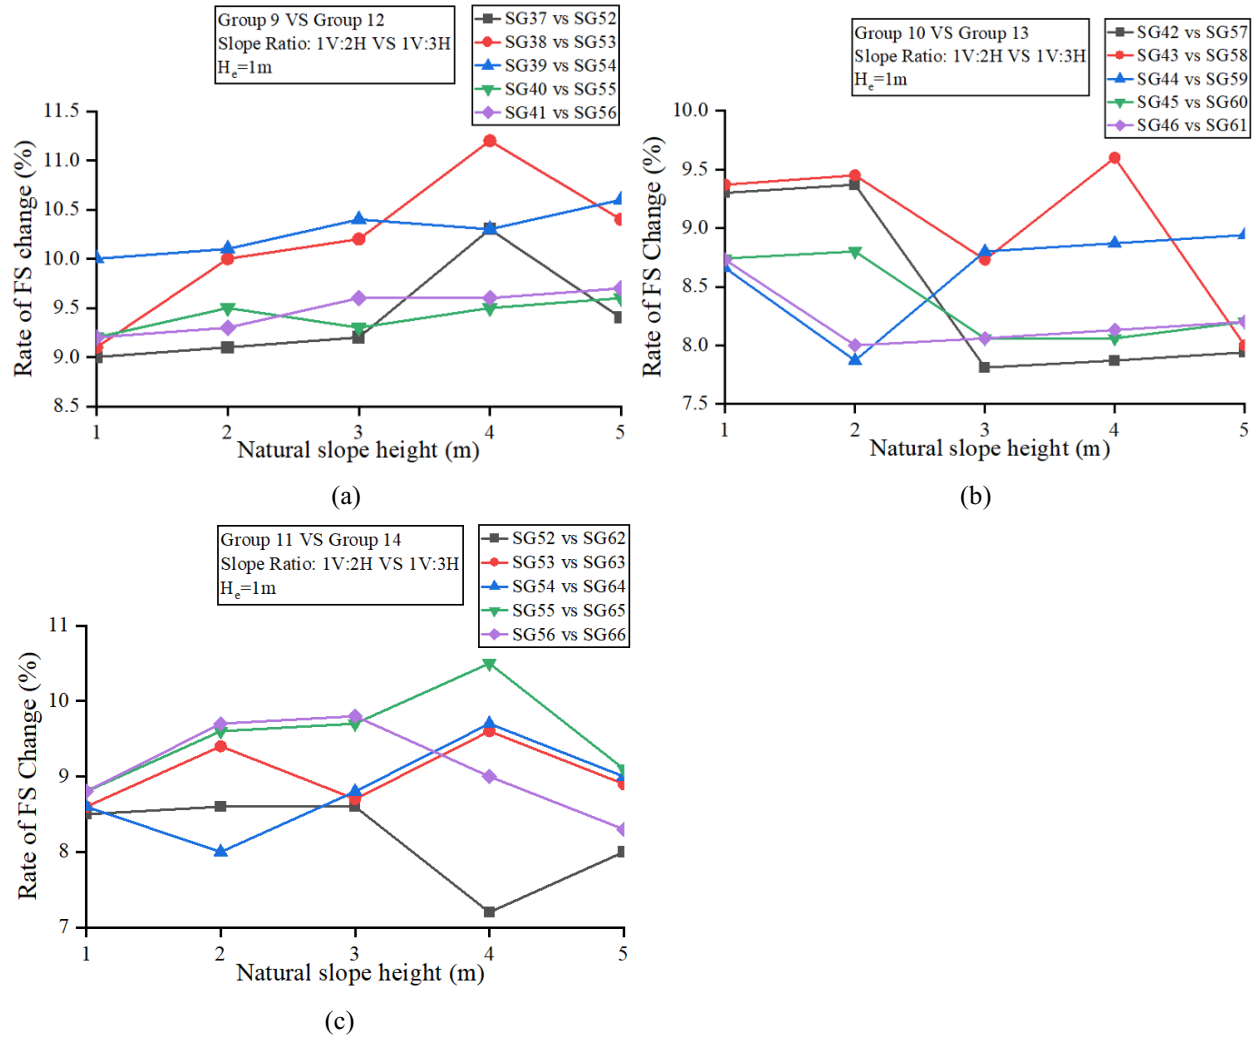 Group 9 VS Group 12
Slope Ratio: 1V:2H VS 1V:3H
He=1m
SG37 vs SG52
SG38 vs SG53
SG39 vs SG54
SG40 vs SG55
SG41 vs SG56
Rate of FS change (%)
11.5
11.0
10.5
10.0
9.5
9.0
8.5
1 2 3 4 5
Natural slope height (m)
(a)
Group 10 VS Group 13
Slope Ratio: 1V:2H VS 1V:3H
He=1m
SG42 vs SG57
SG43 vs SG58
SG44 vs SG59
SG45 vs SG60
SG46 vs SG61
Rate of FS Change (%)
10.0
9.5
9.0
8.5
8.0
7.5
1 2 3 4 5
Natural slope height (m)
(b)
Group 11 VS Group 14
Slope Ratio: 1V:2H VS 1V:3H
He=1m
SG52 vs SG62
SG53 vs SG63
SG54 vs SG64
SG55 vs SG65
SG56 vs SG66
Rate of FS Change (%)
11
10
9
8
7
1 2 3 4 5
Natural slope height (m)
(c)